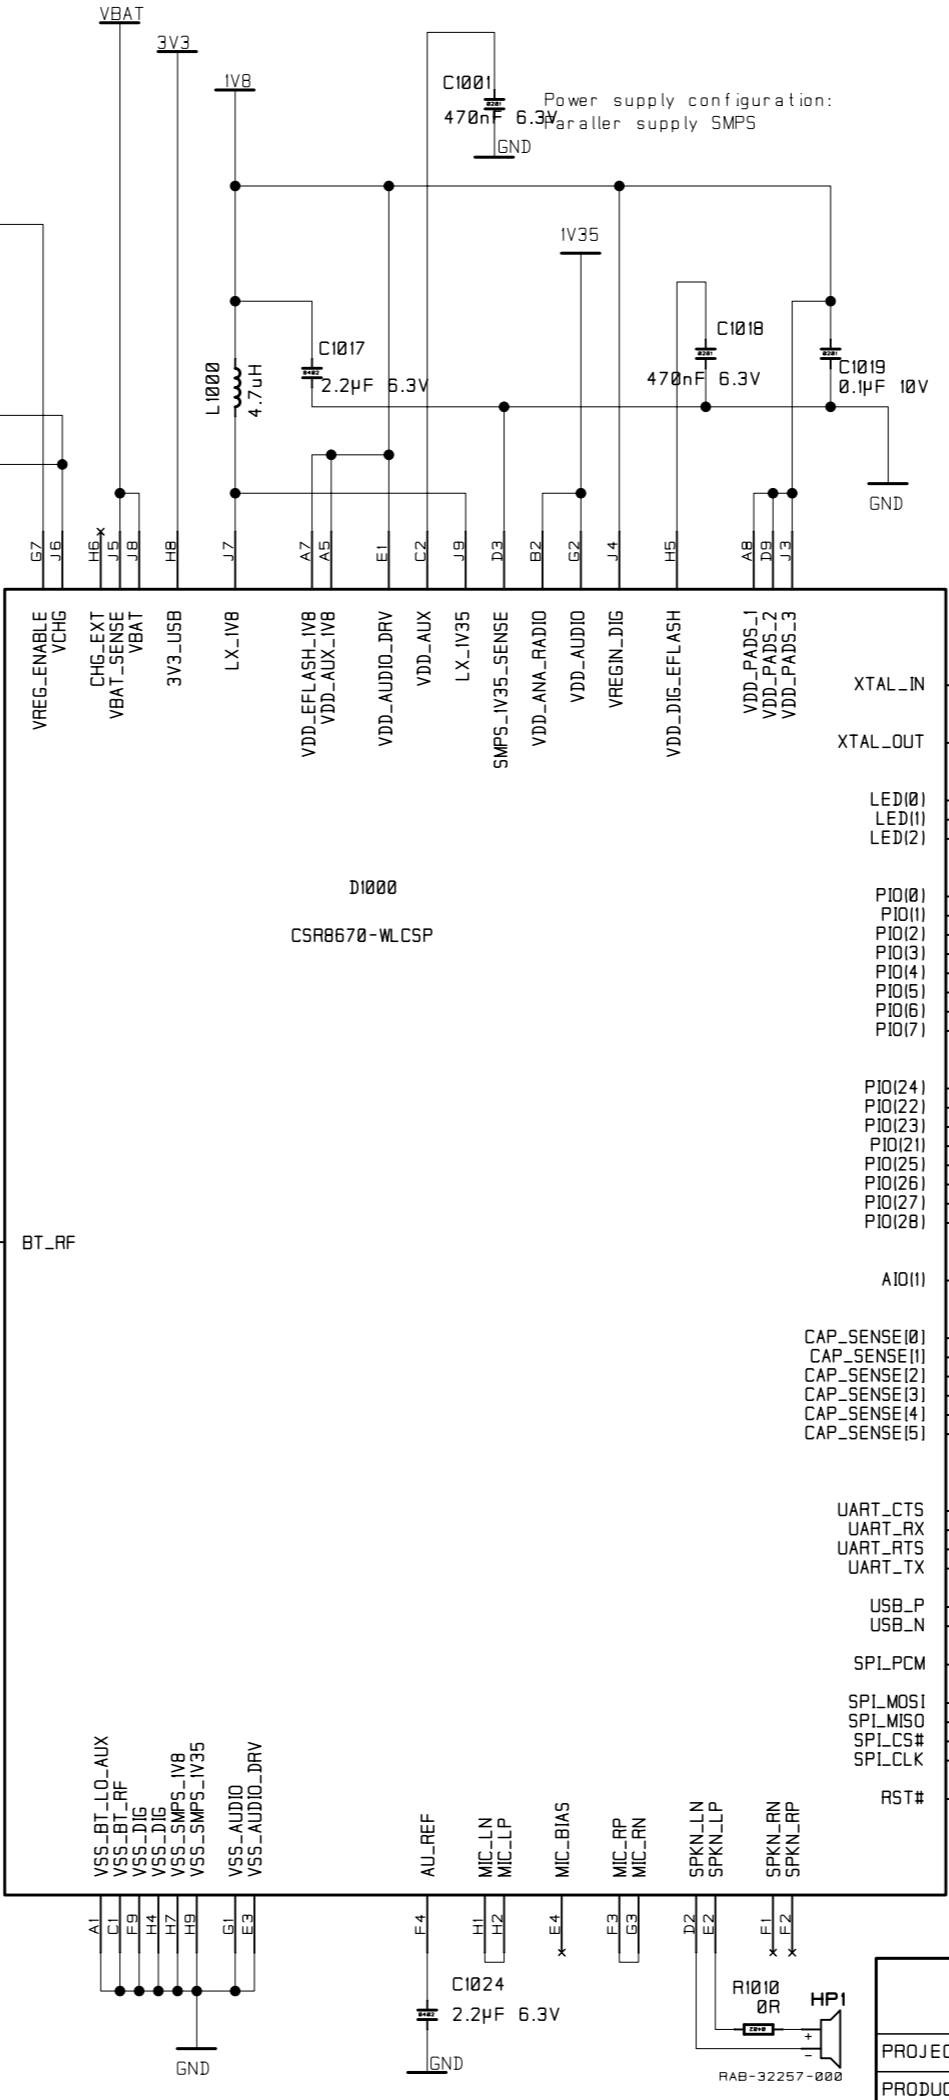 VBAT
3V3
1V8
C1001
470nF 6.3V
GND
Power supply configuration:
Paraller supply SMPS
1V35
C1017
2.2µF 6.3V
L1000
4.7uH
C1018
470nF 6.3V
C1019
0.1µF 10V
GND
G7
J6
H6
J5
J8
H8
J7
A7
A5
E1
C2
J9
D3
B2
G2
J4
H5
A8
D9
J3
VREG_ENABLE
VCHG
CHG_EXT
VBAT_SENSE
VBAT
3V3_USB
LX_1V8
VDD_EFLASH_1V8
VDD_AUX_1V8
VDD_AUDIO_DRV
VDD_AUX
LX_1V35
SMPS_1V35_SENSE
VDD_ANA_RADIO
VDD_AUDIO
VREGIN_DIG
VDD_DIG_EFLASH
VDD_PADS_1
VDD_PADS_2
VDD_PADS_3
XTAL_IN
XTAL_OUT
LED(0)
LED(1)
LED(2)
D1000
CSR8670-WLCSP
PIO(0)
PIO(1)
PIO(2)
PIO(3)
PIO(4)
PIO(5)
PIO(6)
PIO(7)
PIO(24)
PIO(22)
PIO(23)
PIO(21)
PIO(25)
PIO(26)
PIO(27)
PIO(28)
BT_RF
AIO(1)
CAP_SENSE[0]
CAP_SENSE[1]
CAP_SENSE[2]
CAP_SENSE[3]
CAP_SENSE[4]
CAP_SENSE[5]
UART_CTS
UART_RX
UART_RTS
UART_TX
USB_P
USB_N
SPI_PCM
SPI_MOSI
SPI_MISO
SPI_CS#
SPI_CLK
RST#
VSS_BT_LO_AUX
VSS_BT_RF
VSS_DIG
VSS_DIG
VSS_SMPS_1V8
VSS_SMPS_1V35
VSS_AUDIO
VSS_AUDIO_DRV
AU_REF
MIC_LN
MIC_LP
MIC_BIAS
MIC_RP
MIC_RN
SPKN_LN
SPKN_LP
SPKN_RN
SPKN_RP
A1
C1
F9
H4
H7
H9
G1
E3
F4
H1
H2
E4
F3
G3
D2
E2
F1
F2
GND
C1024
2.2µF 6.3V
GND
R1010
0R
HP1
+
-
RAB-32257-000
PROJEC
PRODUC